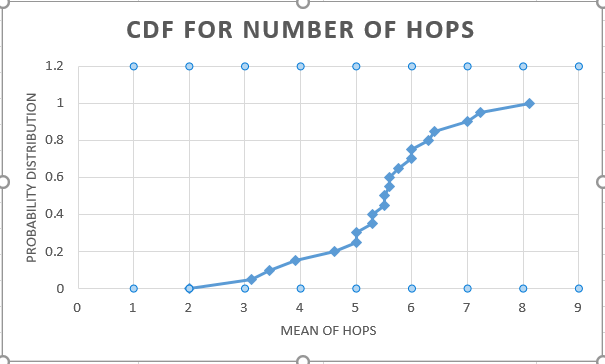 CDF FOR NUMBER OF HOPS
PROBABILITY DISTRIBUTION
1.2
1
0.8
0.6
0.4
0.2
0
0 1 2 3 4 5 6 7 8 9
MEAN OF HOPS